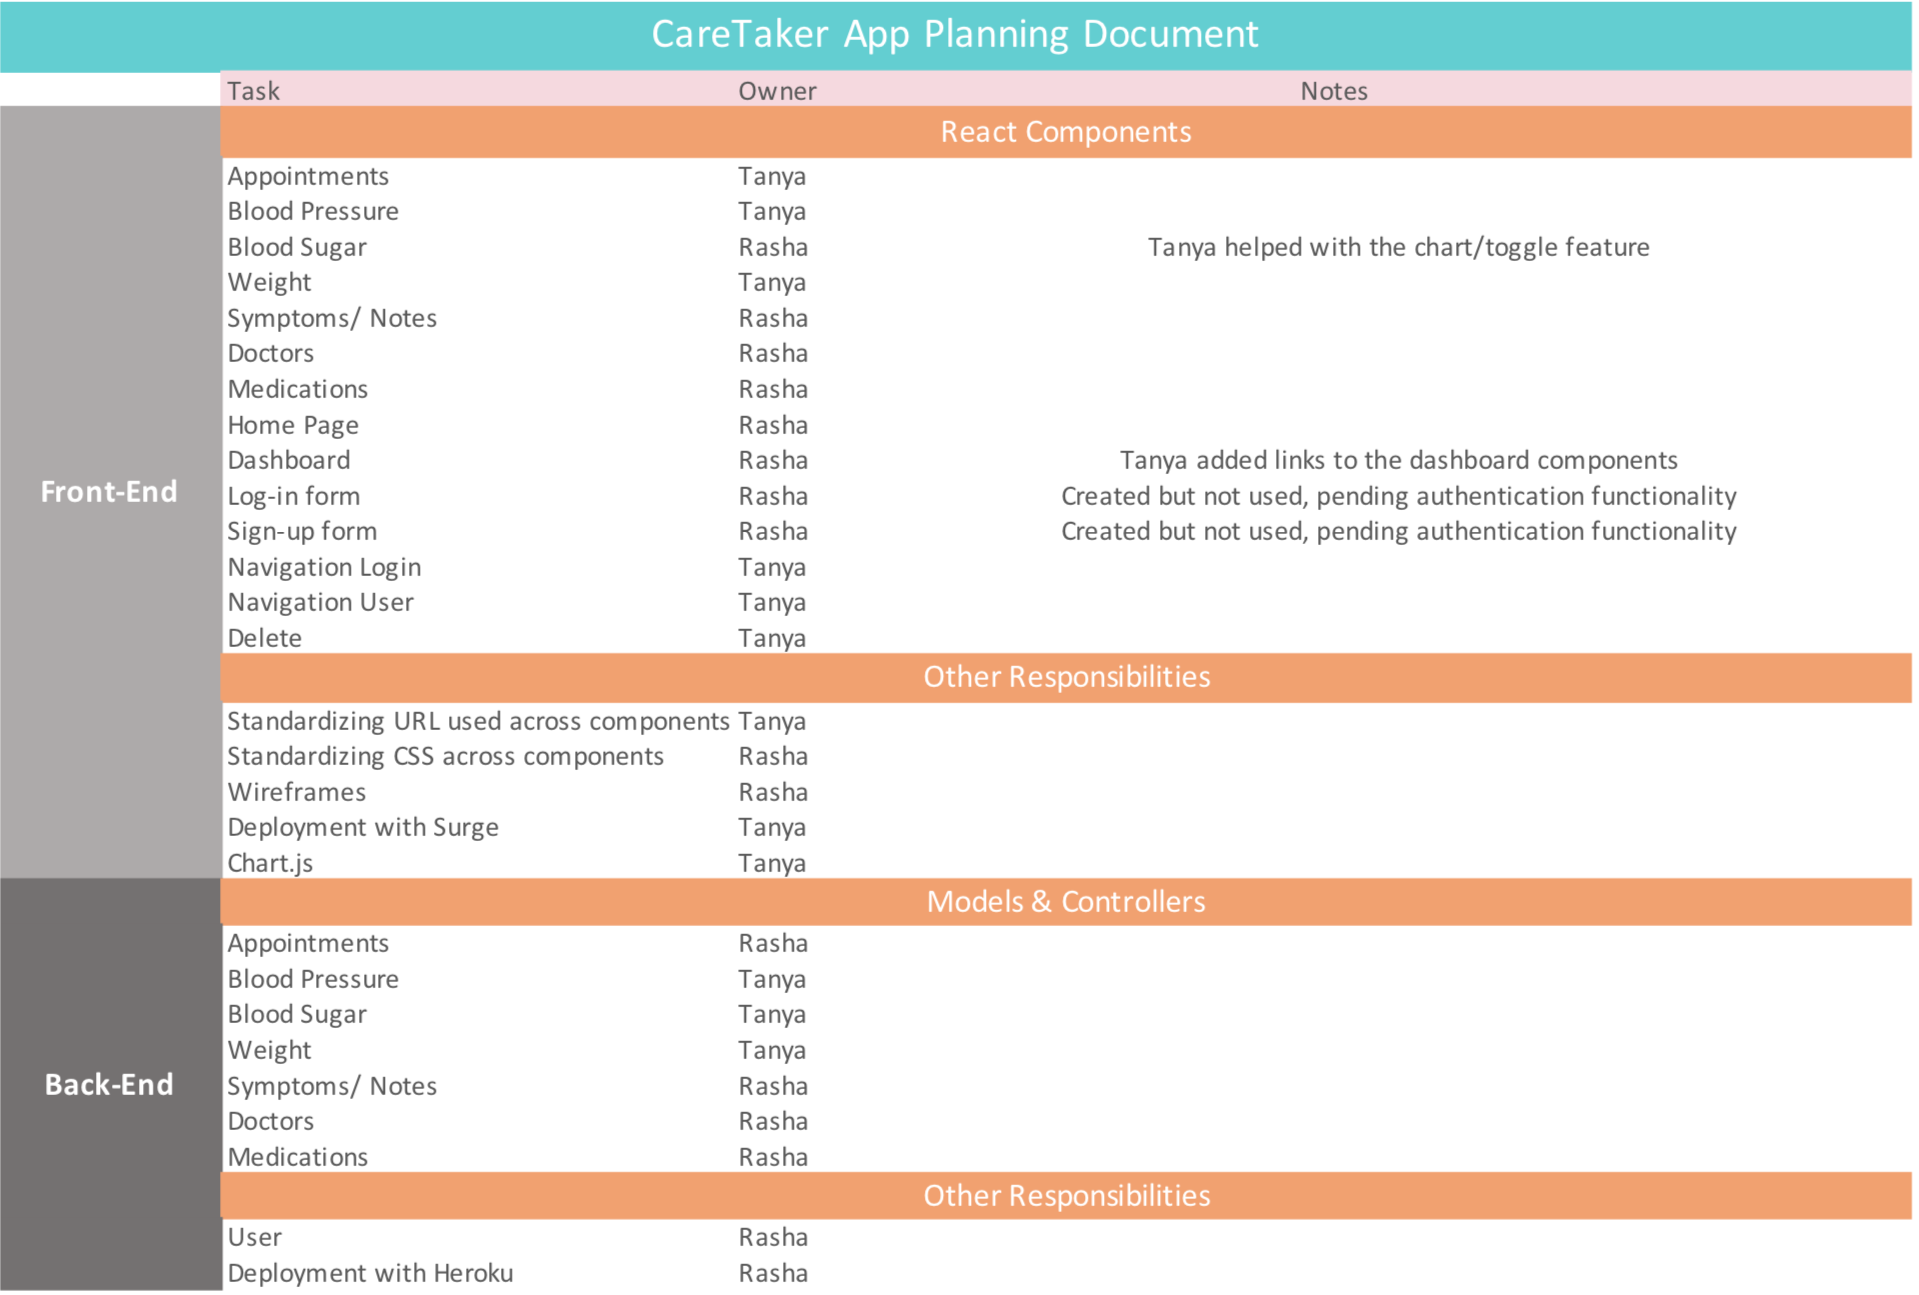 CareTaker App Planning Document
Task Owner Notes
React Components
Appointments Tanya
Blood Pressure Tanya
Blood Sugar Rasha Tanya helped with the chart/toggle feature
Weight Tanya
Symptoms/ Notes Rasha
Doctors Rasha
Medications Rasha
Home Page Rasha
Dashboard Rasha Tanya added links to the dashboard components
Front-End
Log-in form Rasha Created but not used, pending authentication functionality
Sign-up form Rasha Created but not used, pending authentication functionality
Navigation Login Tanya
Navigation User Tanya
Delete Tanya
Other Responsibilities
Standardizing URL used across components Tanya
Standardizing CSS across components Rasha
Wireframes Rasha
Deployment with Surge Tanya
Chart.js Tanya
Models & Controllers
Appointments Rasha
Blood Pressure Tanya
Blood Sugar Tanya
Weight Tanya
Back-End
Symptoms/ Notes Rasha
Doctors Rasha
Medications Rasha
Other Responsibilities
User Rasha
Deployment with Heroku Rasha